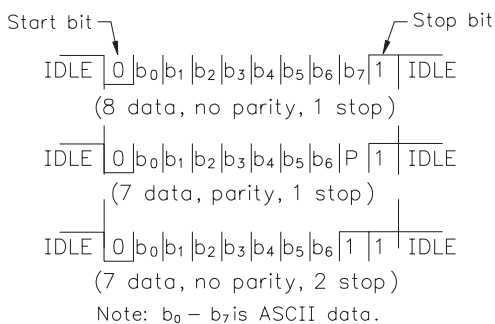 Start bit Stop bit
IDLE 0 b₀ b₁ b₂ b₃ b₄ b₅ b₆ b₇ 1 IDLE
(8 data, no parity, 1 stop)
IDLE 0 b₀ b₁ b₂ b₃ b₄ b₅ b₆ P 1 IDLE
(7 data, parity, 1 stop)
IDLE 0 b₀ b₁ b₂ b₃ b₄ b₅ b₆ 1 1 IDLE
(7 data, no parity, 2 stop)
Note: b₀ – b₇ is ASCII data.